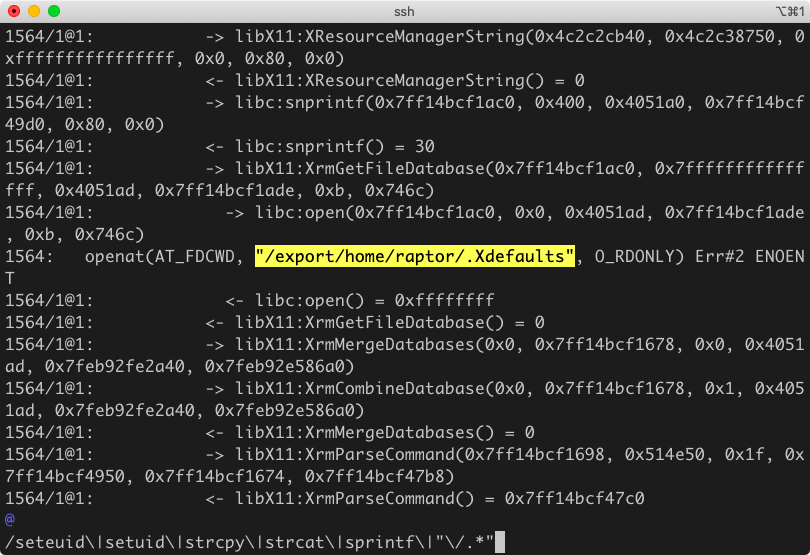 ssh
⌥⌘1
1564/1@1:           -> libX11:XResourceManagerString(0x4c2c2cb40, 0x4c2c38750, 0
xffffffffffffffff, 0x0, 0x80, 0x0)
1564/1@1:           <- libX11:XResourceManagerString() = 0
1564/1@1:           -> libc:snprintf(0x7ff14bcf1ac0, 0x400, 0x4051a0, 0x7ff14bcf
49d0, 0x80, 0x0)
1564/1@1:           <- libc:snprintf() = 30
1564/1@1:           -> libX11:XrmGetFileDatabase(0x7ff14bcf1ac0, 0x7ffffffffffff
fff, 0x4051ad, 0x7ff14bcf1ade, 0xb, 0x746c)
1564/1@1:             -> libc:open(0x7ff14bcf1ac0, 0x0, 0x4051ad, 0x7ff14bcf1ade
, 0xb, 0x746c)
1564:   openat(AT_FDCWD, "/export/home/raptor/.Xdefaults", O_RDONLY) Err#2 ENOEN
T
1564/1@1:             <- libc:open() = 0xffffffff
1564/1@1:           <- libX11:XrmGetFileDatabase() = 0
1564/1@1:           -> libX11:XrmMergeDatabases(0x0, 0x7ff14bcf1678, 0x0, 0x4051
ad, 0x7feb92fe2a40, 0x7feb92e586a0)
1564/1@1:           -> libX11:XrmCombineDatabase(0x0, 0x7ff14bcf1678, 0x1, 0x405
1ad, 0x7feb92fe2a40, 0x7feb92e586a0)
1564/1@1:           <- libX11:XrmMergeDatabases() = 0
1564/1@1:           -> libX11:XrmParseCommand(0x7ff14bcf1698, 0x514e50, 0x1f, 0x
7ff14bcf4950, 0x7ff14bcf1674, 0x7ff14bcf47b8)
1564/1@1:           <- libX11:XrmParseCommand() = 0x7ff14bcf47c0
@
/seteuid\|setuid\|strcpy\|strcat\|sprintf\|"\/.*"